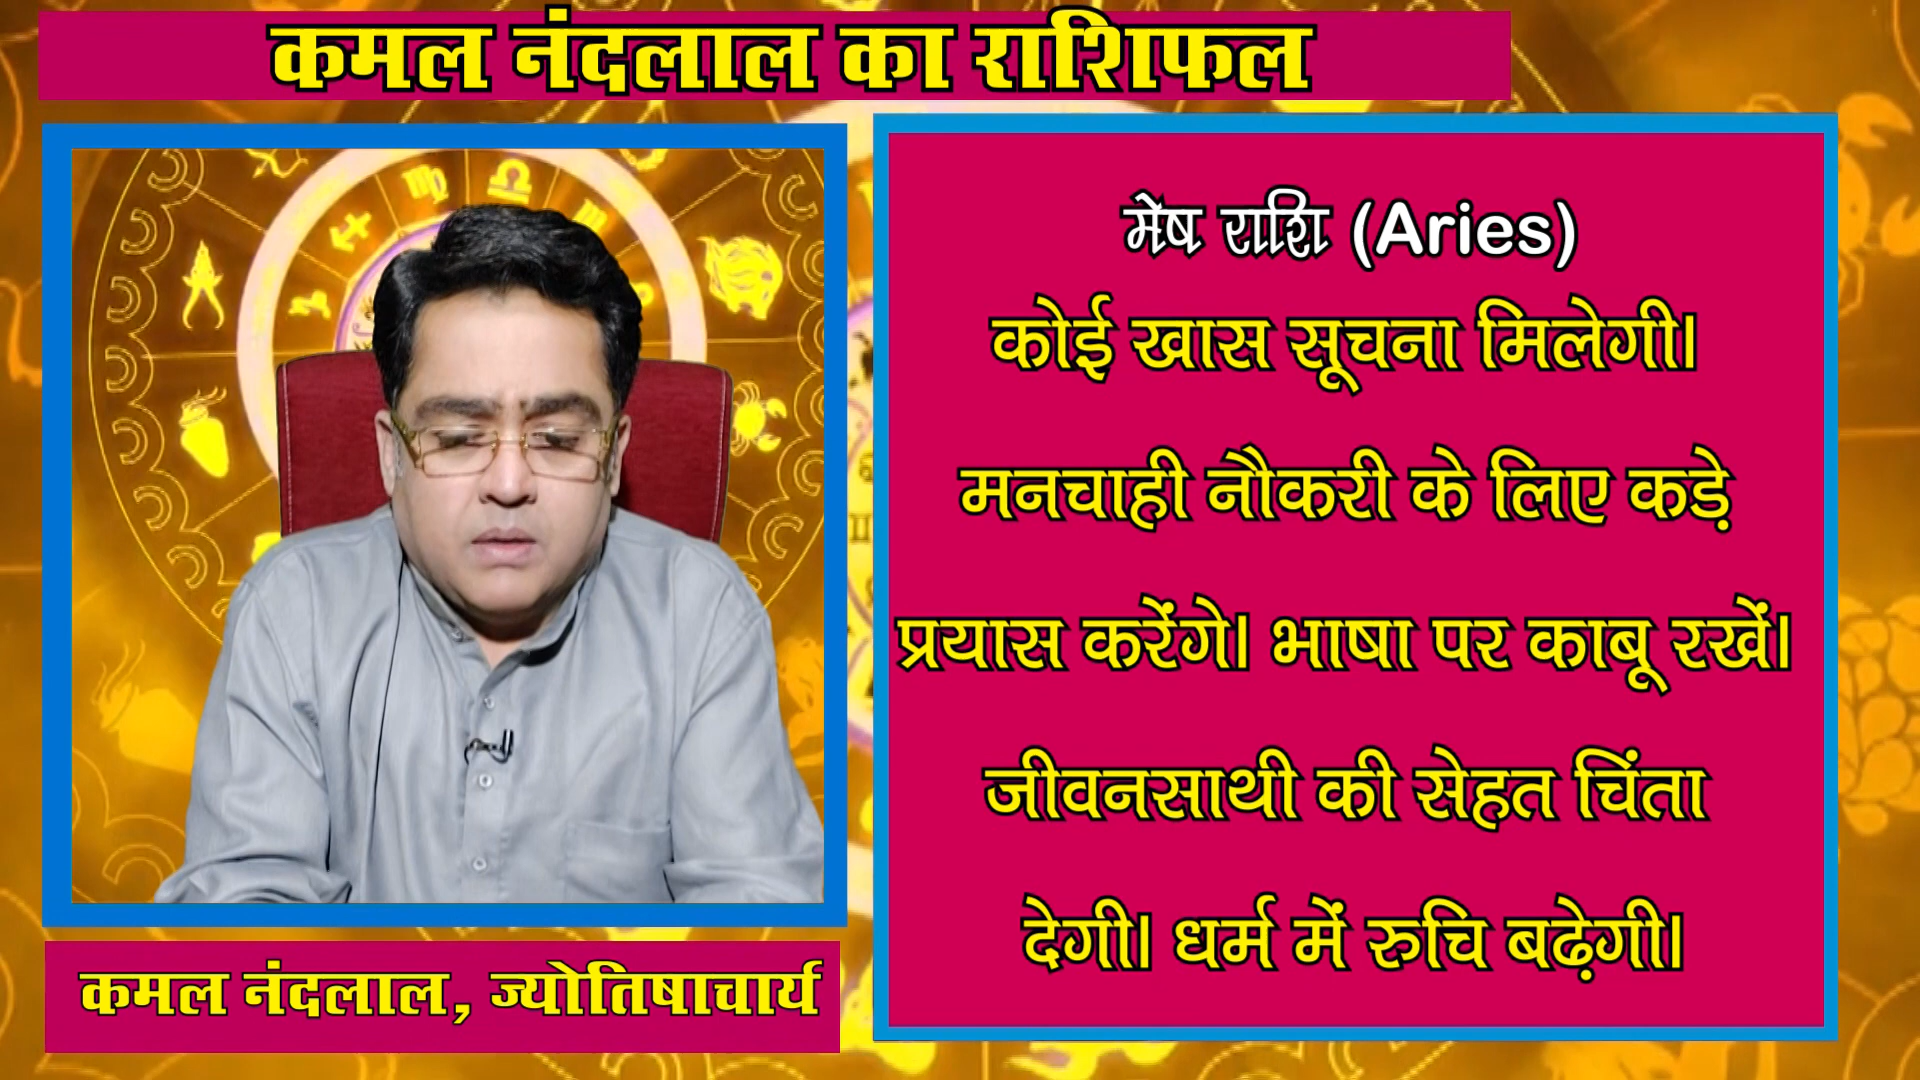 कमल नंदलाल का राशिफल
मेष राशि (Aries)
कोई खास सूचना मिलेगी।
मनचाही नौकरी के लिए कड़े
प्रयास करेंगे। भाषा पर काबू रखें।
जीवनसाथी की सेहत चिंता
देगी। धर्म में रुचि बढ़ेगी।
कमल नंदलाल, ज्योतिषाचार्य